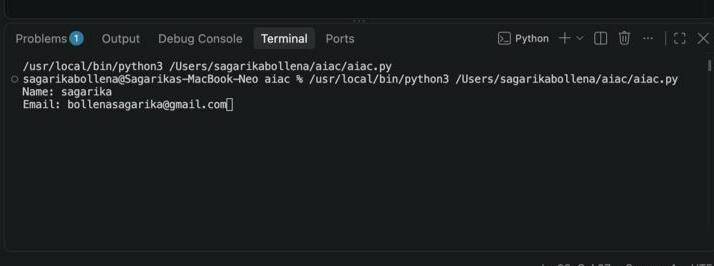 Problems 1 Output Debug Console Terminal Ports Python
/usr/local/bin/python3 /Users/sagarikabollena/aiac/aiac.py
sagarikabollena@Sagarikas-MacBook-Neo aiac % /usr/local/bin/python3 /Users/sagarikabollena/aiac/aiac.py
Name: sagarika
Email: bollenasagarika@gmail.com